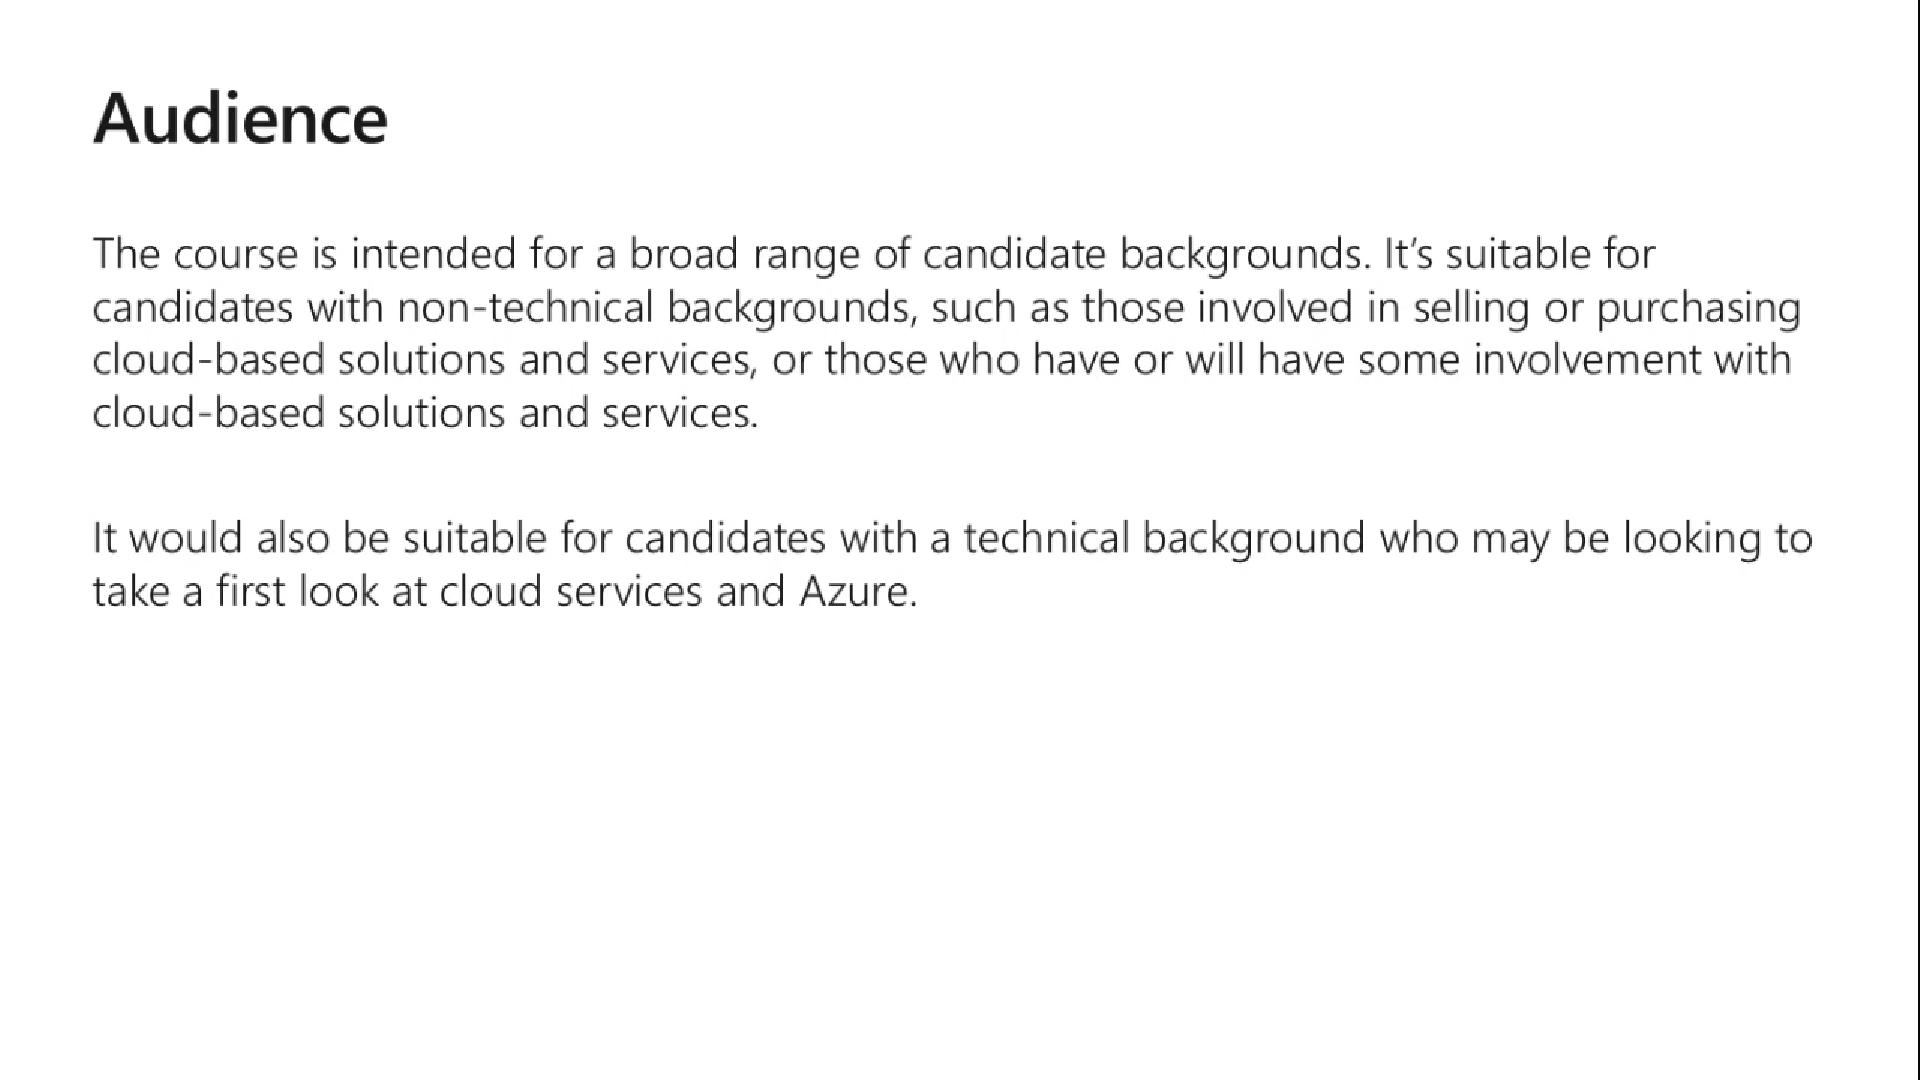 Audience
The course is intended for a broad range of candidate backgrounds. It’s suitable for
candidates with non-technical backgrounds, such as those involved in selling or purchasing
cloud-based solutions and services, or those who have or will have some involvement with
cloud-based solutions and services.
It would also be suitable for candidates with a technical background who may be looking to
take a first look at cloud services and Azure.